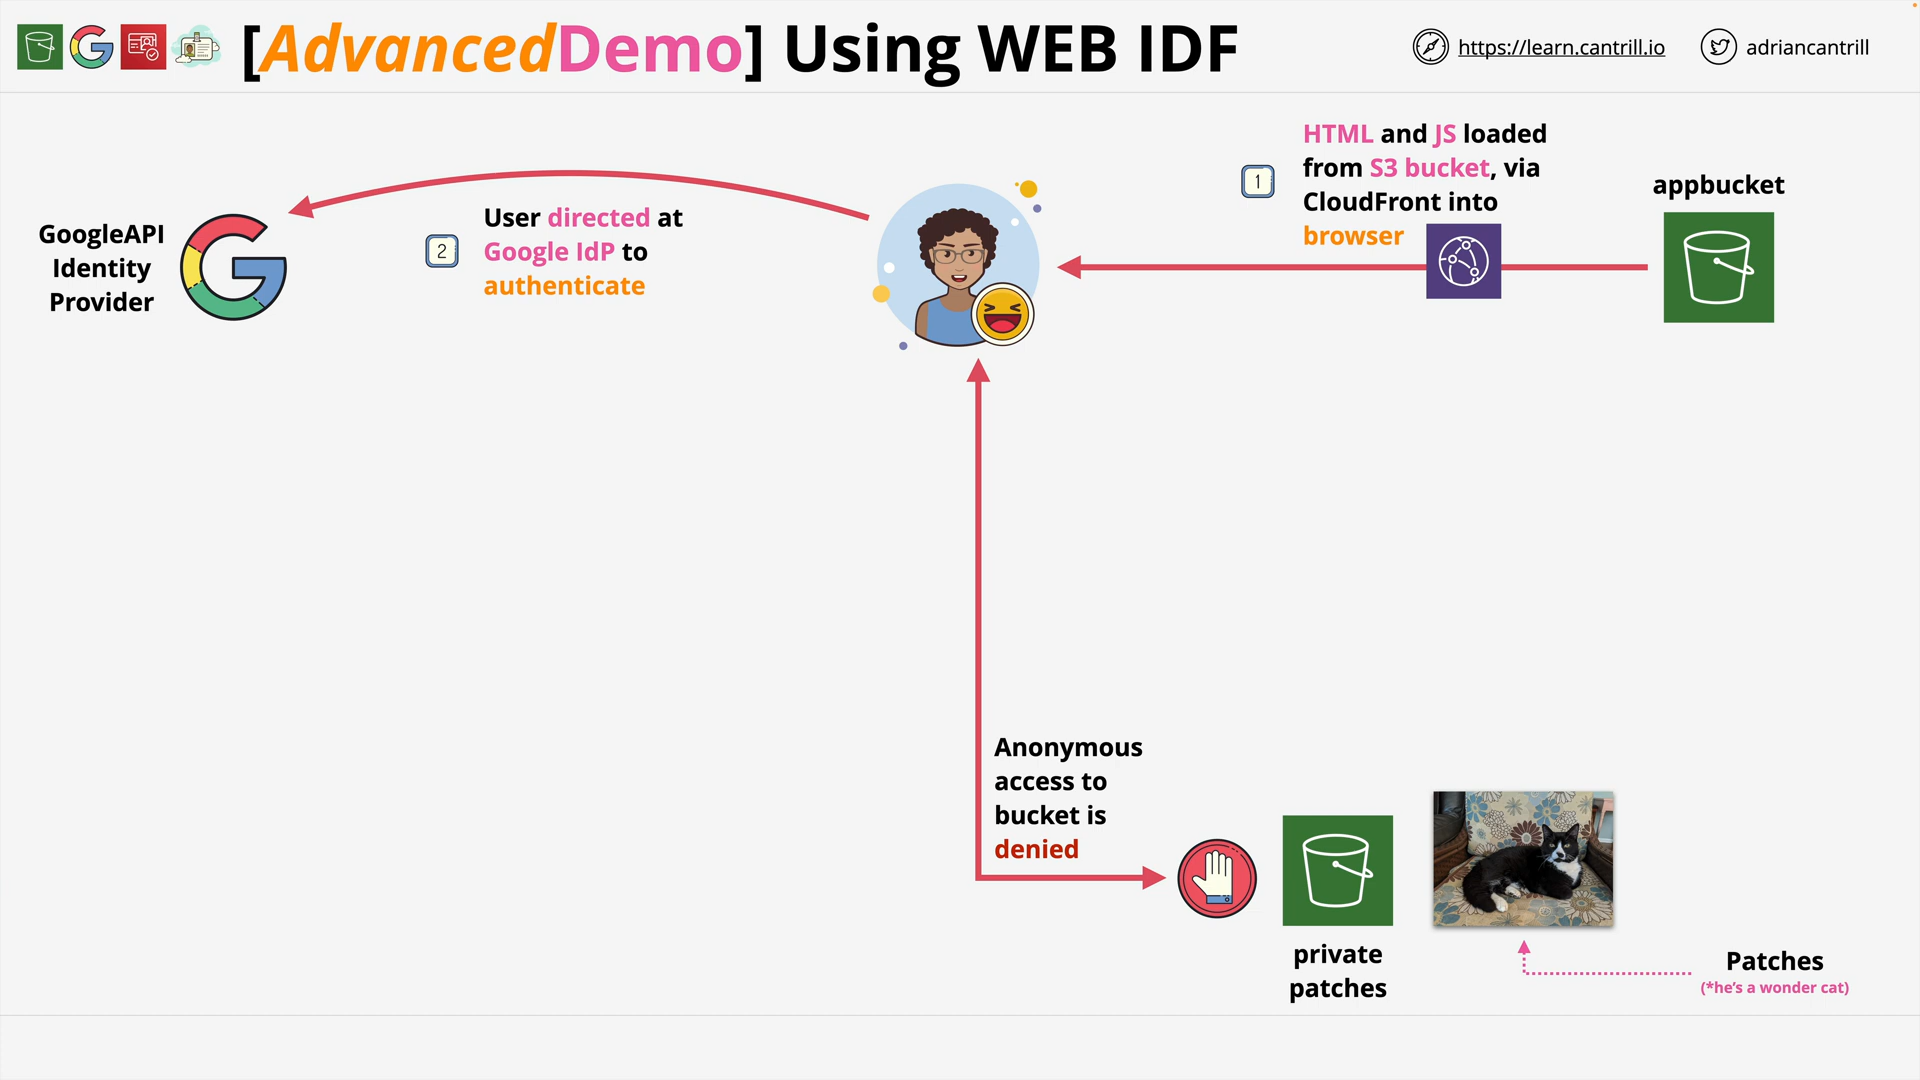 [AdvancedDemo] Using WEB IDF
https://learn.cantrill.io
adriancantrill
HTML and JS loaded
from S3 bucket, via
CloudFront into
browser
1
appbucket
GoogleAPI
Identity
Provider
2
User directed at
Google IdP to
authenticate
Anonymous
access to
bucket is
denied
private
patches
Patches
(*he's a wonder cat)